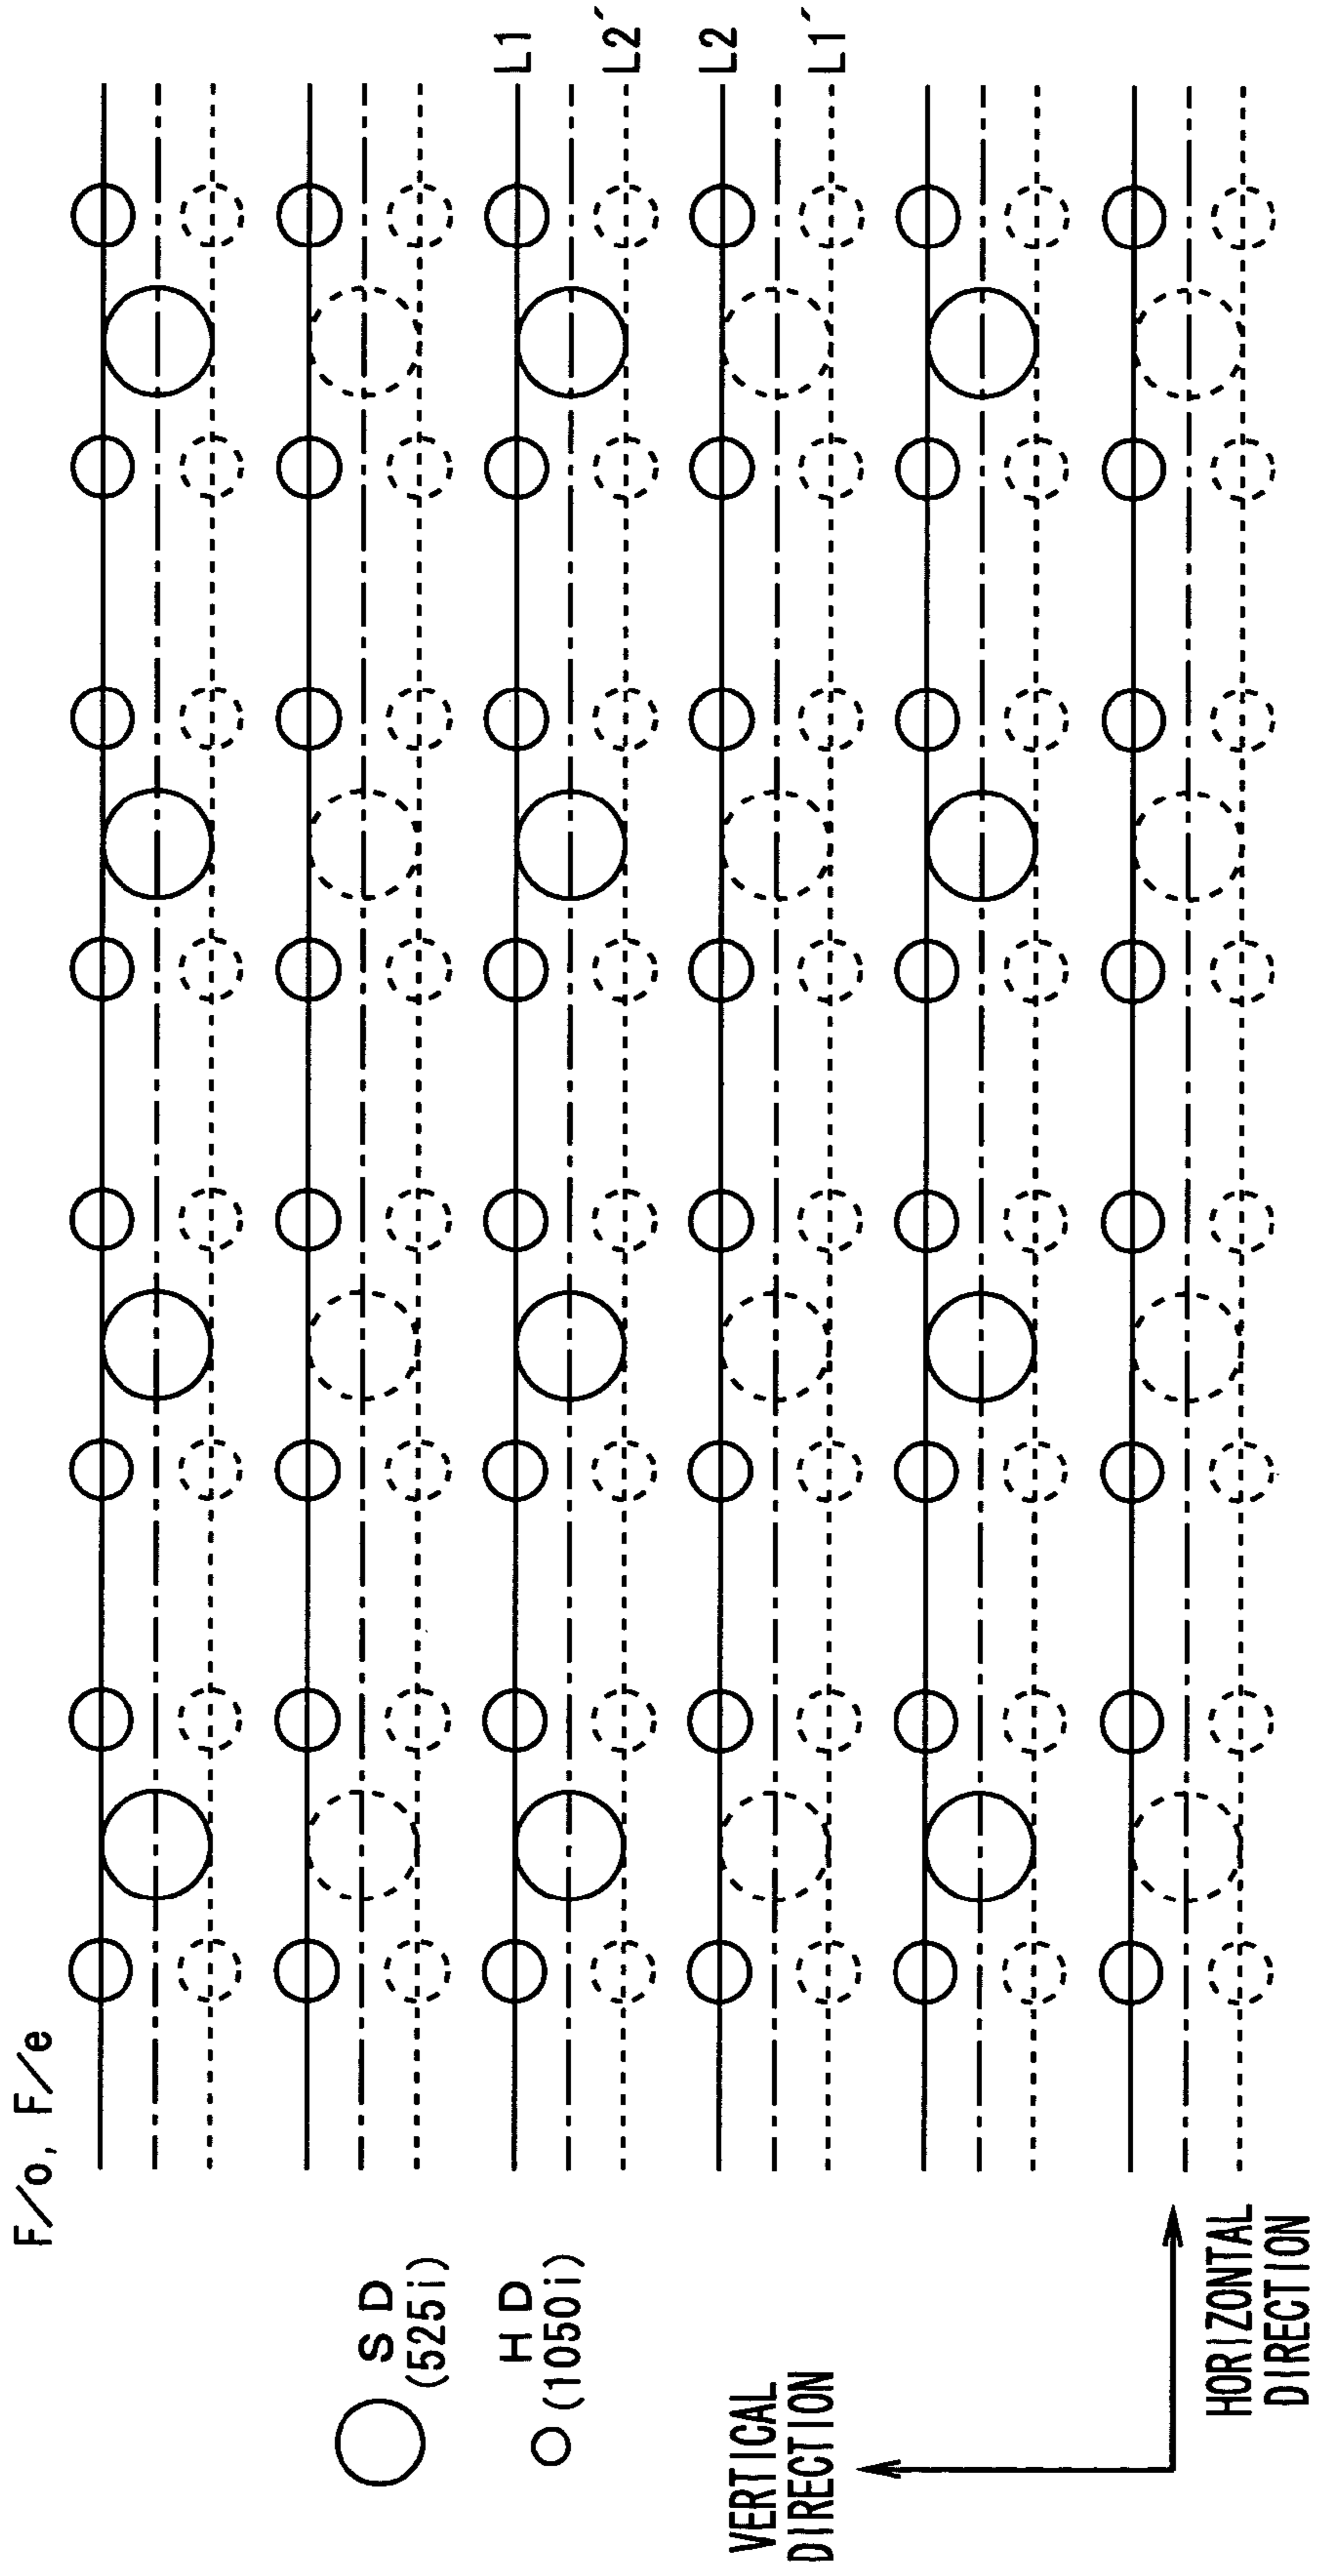 F/o, F/e
L1
L2´
L2
L1´
SD
(525i)
HD
(1050i)
VERTICAL
DIRECTION
HORIZONTAL
DIRECTION